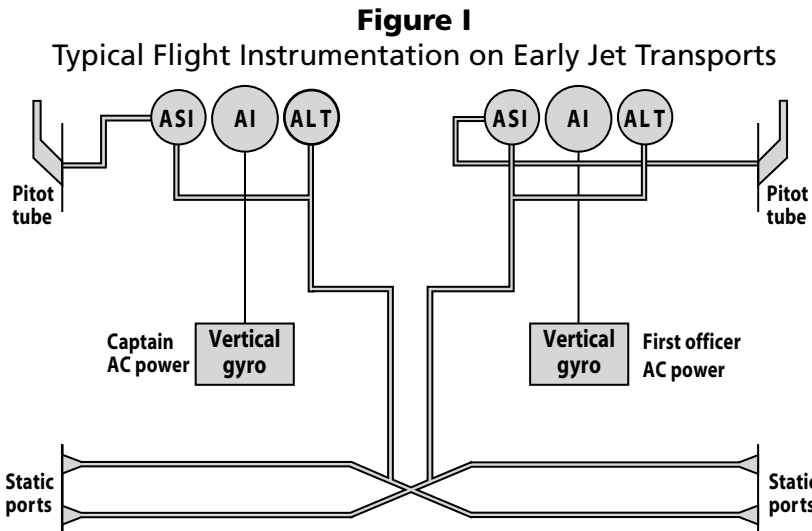 Figure I
Typical Flight Instrumentation on Early Jet Transports
ASI AI ALT
ASI AI ALT
Pitot
tube
Pitot
tube
Captain
AC power
Vertical
gyro
Vertical
gyro
First officer
AC power
Static
ports
Static
ports